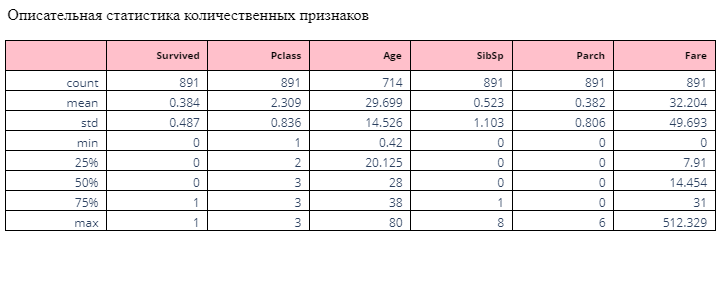 Описательная статистика количественных признаков
Survived Pclass Age SibSp Parch Fare
count 891 891 714 891 891 891
mean 0.384 2.309 29.699 0.523 0.382 32.204
std 0.487 0.836 14.526 1.103 0.806 49.693
min 0 1 0.42 0 0 0
25% 0 2 20.125 0 0 7.91
50% 0 3 28 0 0 14.454
75% 1 3 38 1 0 31
max 1 3 80 8 6 512.329